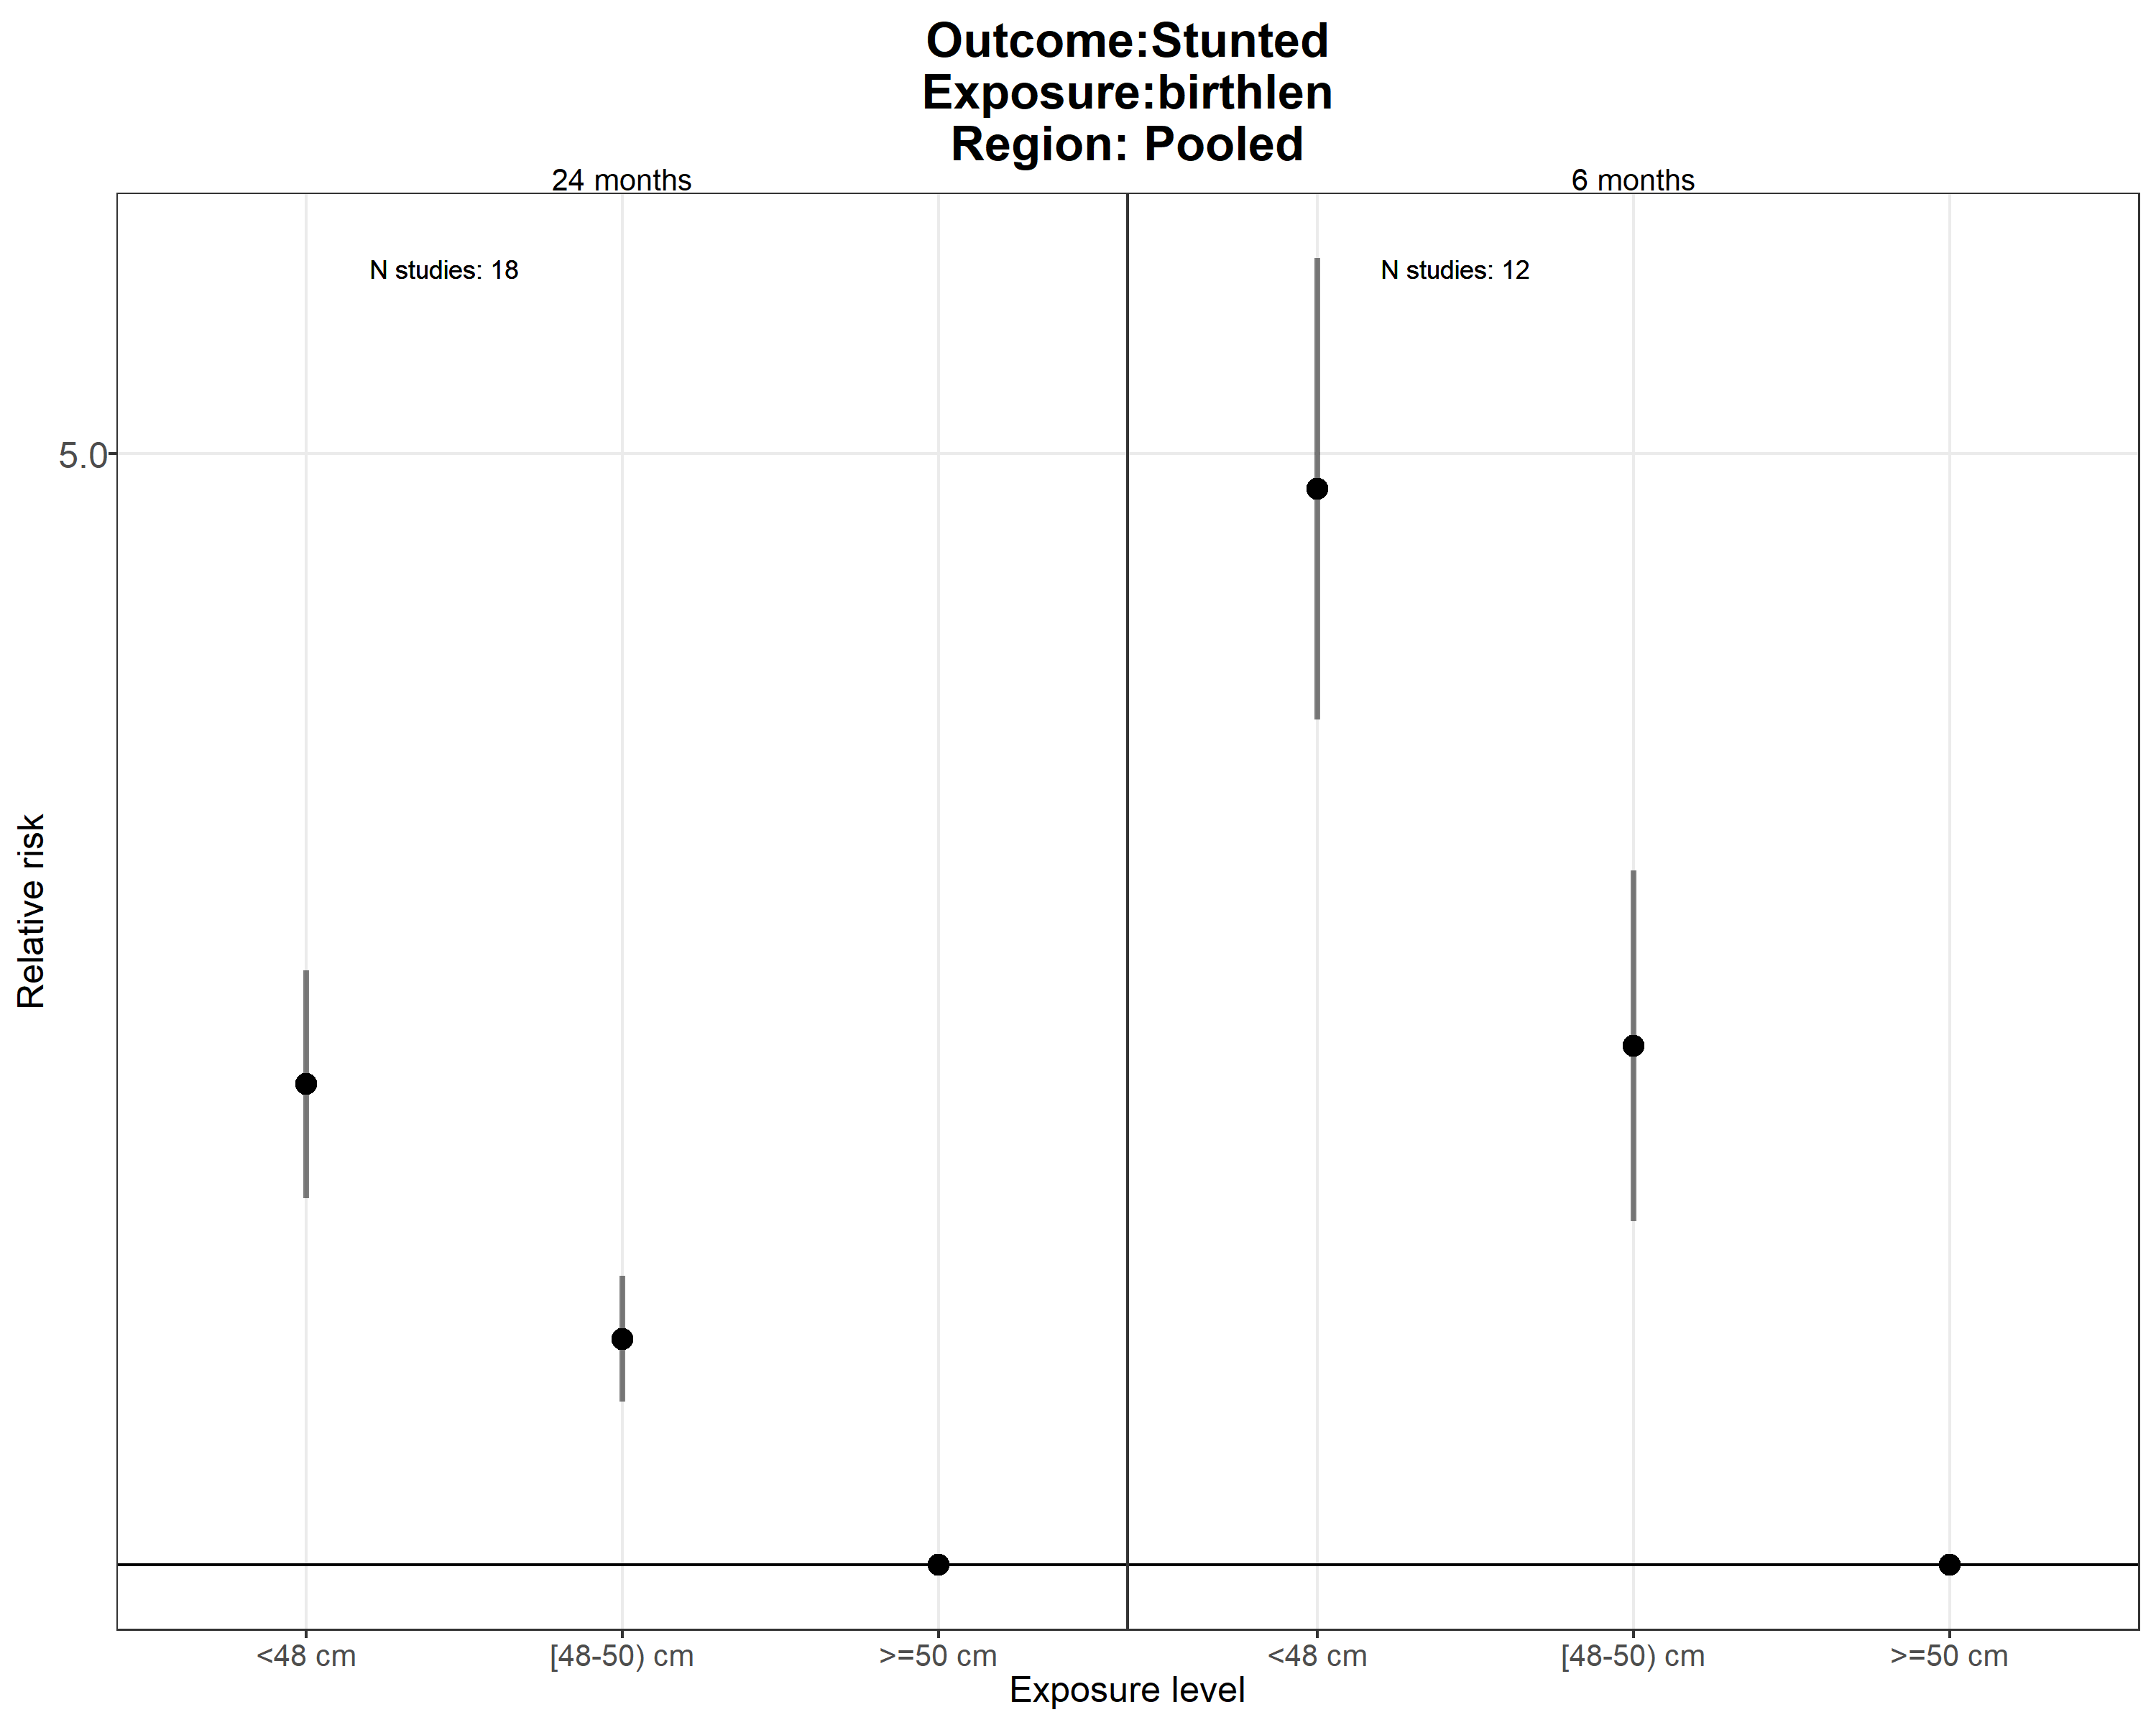 Outcome:Stunted
Exposure:birthlen
Region: Pooled
24 months
6 months
N studies: 18
N studies: 12
5.0
Relative risk
<48 cm
[48-50) cm
>=50 cm
<48 cm
[48-50) cm
>=50 cm
Exposure level